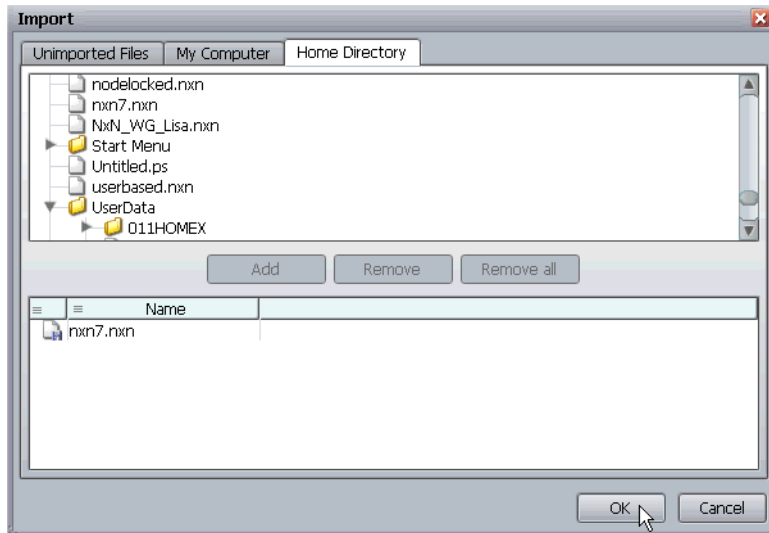 Import
Unimported Files My Computer Home Directory
nodelocked.nxn
nxn7.nxn
NxN_WG_Lisa.nxn
Start Menu
Untitled.ps
userbased.nxn
UserData
011HOMEX
Add Remove Remove all
Name
nxn7.nxn
OK Cancel